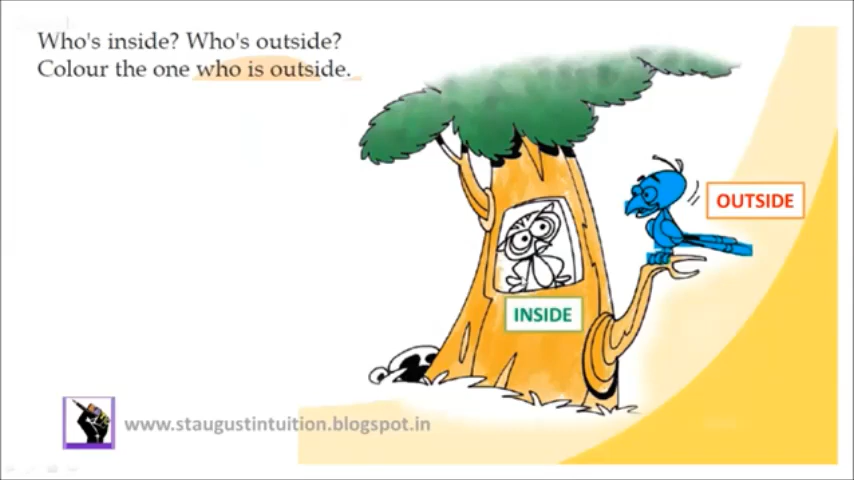 Who's inside? Who's outside?
Colour the one who is outside.
OUTSIDE
INSIDE
www.staugustintuition.blogspot.in